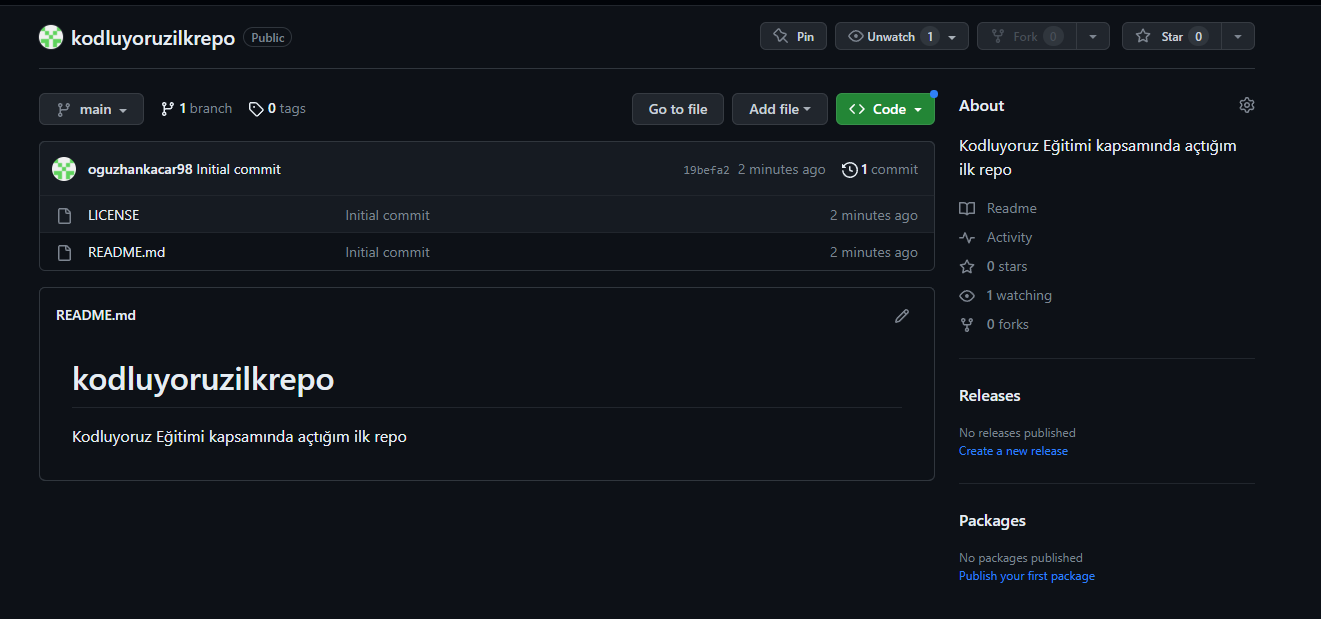 kodluyoruzilkrepo Public
Pin
Unwatch 1
Fork 0
Star 0
main
1 branch
0 tags
Go to file
Add file
Code
oguzhankacar98 Initial commit
19befa2 2 minutes ago
1 commit
LICENSE Initial commit 2 minutes ago
README.md Initial commit 2 minutes ago
README.md
kodluyoruzilkrepo
Kodluyoruz Eğitimi kapsamında açtığım ilk repo
About
Kodluyoruz Eğitimi kapsamında açtığım
ilk repo
Readme
Activity
0 stars
1 watching
0 forks
Releases
No releases published
Create a new release
Packages
No packages published
Publish your first package